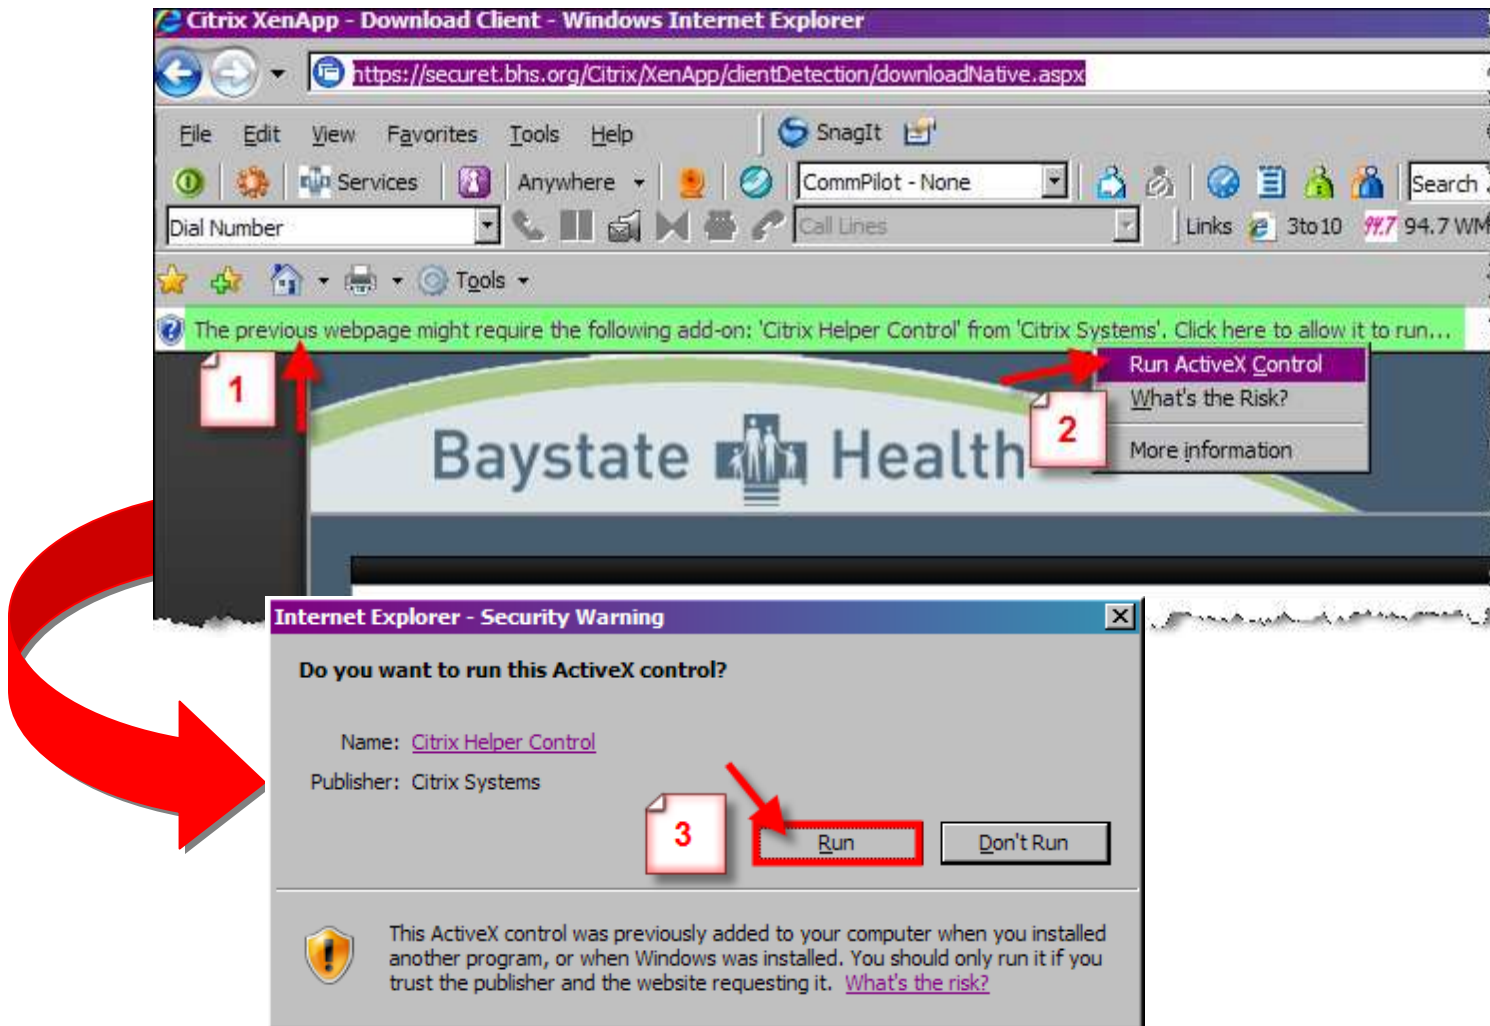 Citrix XenApp - Download Client - Windows Internet Explorer
https://securet.bhs.org/Citrix/XenApp/clientDetection/downloadNative.aspx
File Edit View Favorites Tools Help SnagIt
Services Anywhere CommPilot - None Search
Dial Number Call Lines Links 3to10 94.7 94.7 WM
Tools
The previous webpage might require the following add-on: 'Citrix Helper Control' from 'Citrix Systems'. Click here to allow it to run...
1
Run ActiveX Control
What's the Risk?
2
More information
Baystate Health
Internet Explorer - Security Warning
Do you want to run this ActiveX control?
Name: Citrix Helper Control
Publisher: Citrix Systems
3
Run Don't Run
This ActiveX control was previously added to your computer when you installed
another program, or when Windows was installed. You should only run it if you
trust the publisher and the website requesting it. What's the risk?